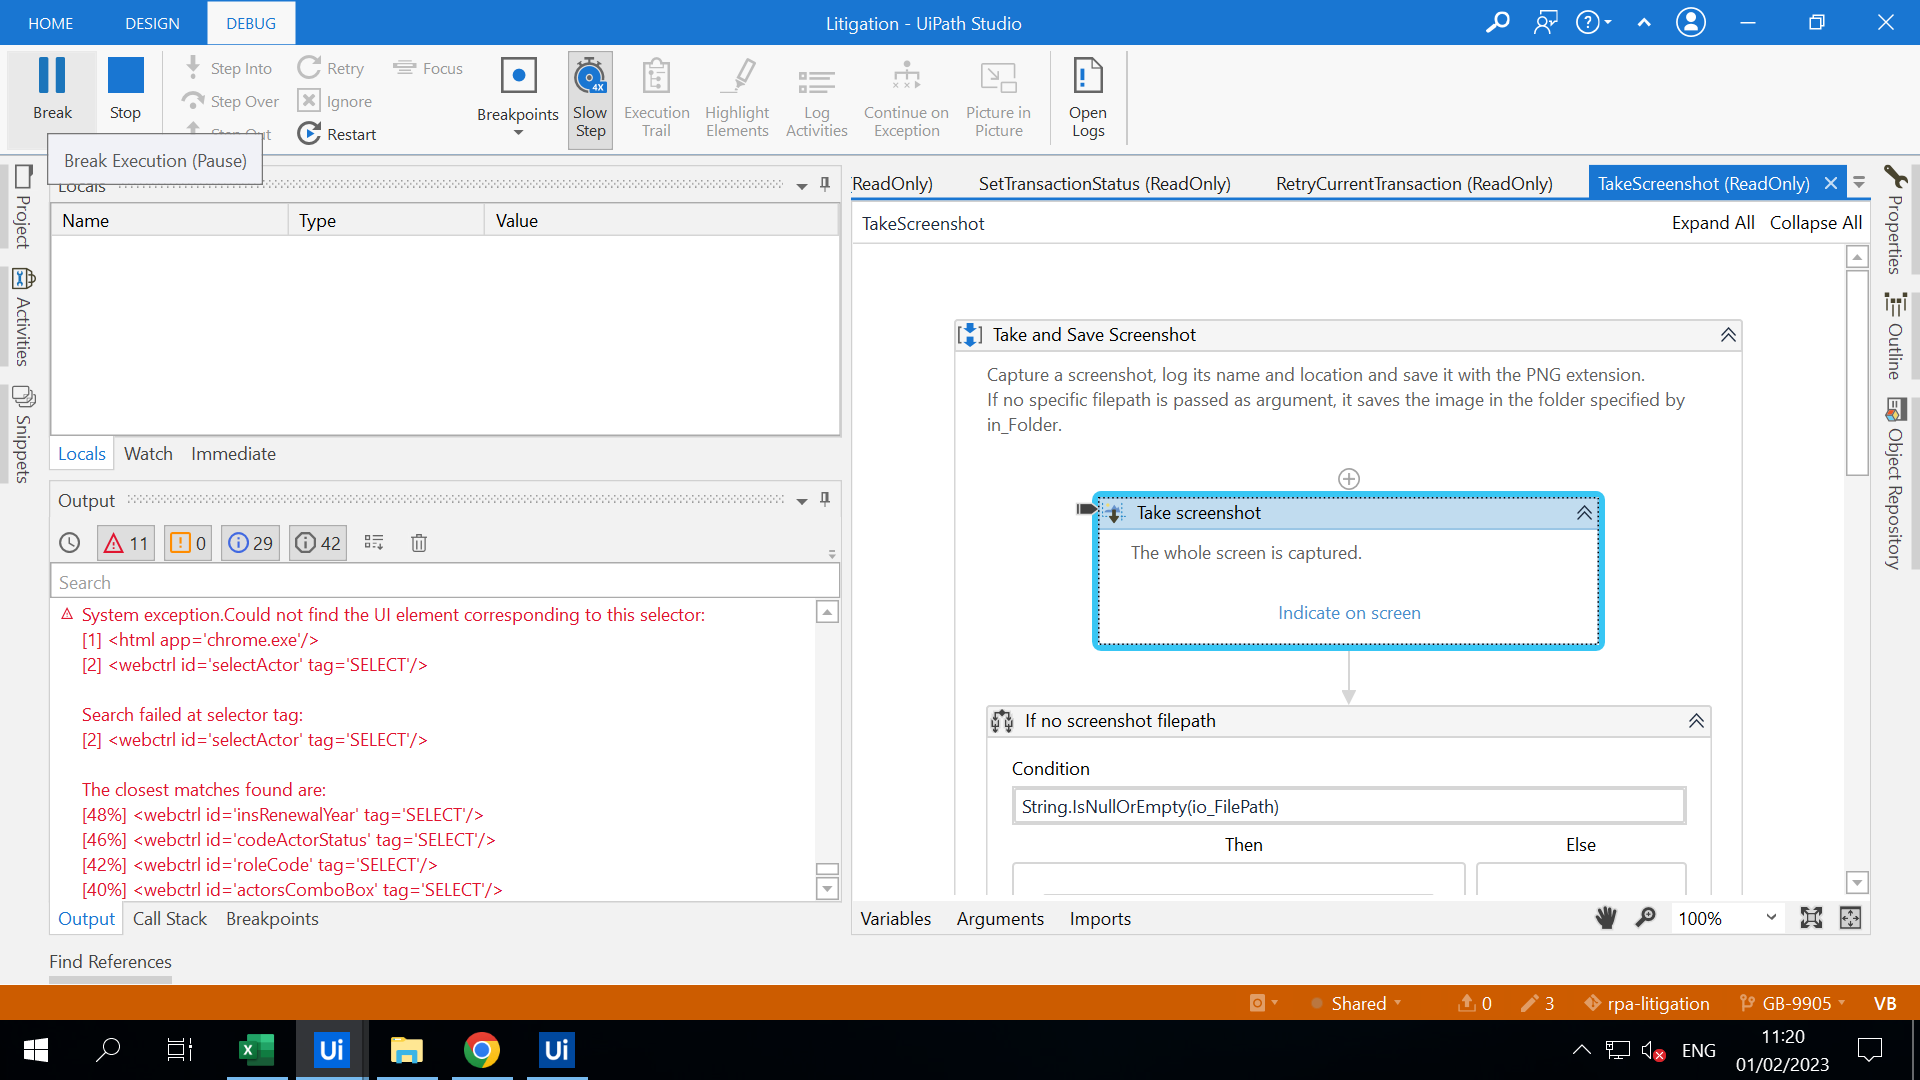 HOME DESIGN DEBUG
Litigation - UiPath Studio
Break
Stop
Step Into
Step Over
Step Out
Retry
Ignore
Restart
Focus
Breakpoints
4X
Slow
Step
Execution
Trail
Highlight
Elements
Log
Activities
Continue on
Exception
Picture in
Picture
Open
Logs
Break Execution (Pause)
Project
Activities
Snippets
Locals
Name Type Value
Locals Watch Immediate
Output
11 0 29 42
Search
System exception.Could not find the UI element corresponding to this selector:
[1] <html app='chrome.exe'/>
[2] <webctrl id='selectActor' tag='SELECT'/>
Search failed at selector tag:
[2] <webctrl id='selectActor' tag='SELECT'/>
The closest matches found are:
[48%] <webctrl id='insRenewalYear' tag='SELECT'/>
[46%] <webctrl id='codeActorStatus' tag='SELECT'/>
[42%] <webctrl id='roleCode' tag='SELECT'/>
[40%] <webctrl id='actorsComboBox' tag='SELECT'/>
Output Call Stack Breakpoints
Find References
(ReadOnly) SetTransactionStatus (ReadOnly) RetryCurrentTransaction (ReadOnly) TakeScreenshot (ReadOnly)
TakeScreenshot
Expand All Collapse All
Take and Save Screenshot
Capture a screenshot, log its name and location and save it with the PNG extension.
If no specific filepath is passed as argument, it saves the image in the folder specified by
in_Folder.
Take screenshot
The whole screen is captured.
Indicate on screen
If no screenshot filepath
Condition
String.IsNullOrEmpty(io_FilePath)
Then Else
Variables Arguments Imports
100%
Properties
Outline
Object Repository
Shared 0 3 rpa-litigation GB-9905 VB
Ui
Ui
ENG
11:20
01/02/2023